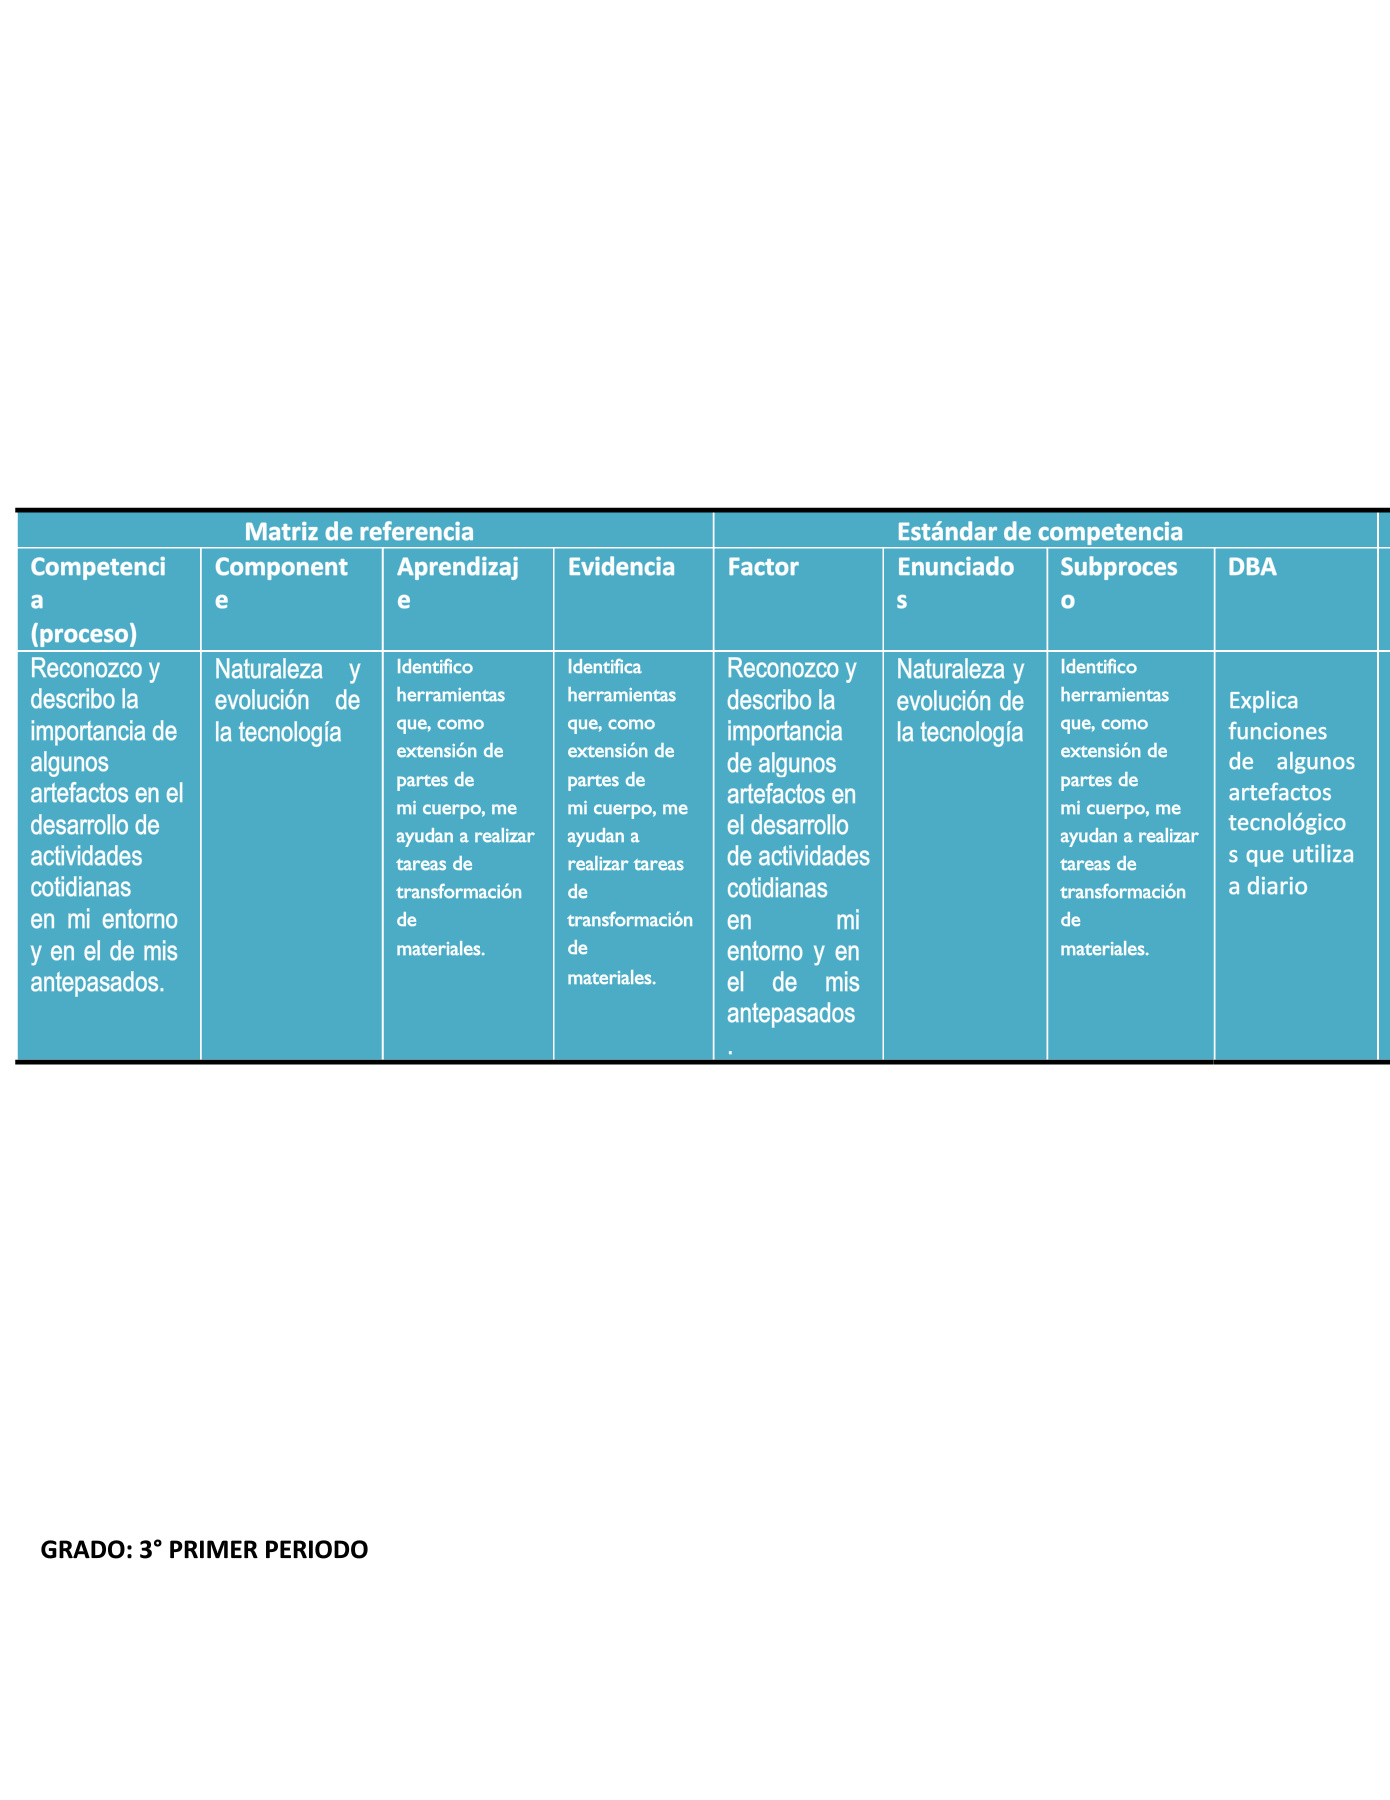 Matriz de referencia
Estándar de competencia
Competenci
a
(proceso)
Component
e
Aprendizaj
e
Evidencia
Factor
Enunciado
s
Subproces
o
DBA
Reconozco y
describo la
importancia de
algunos
artefactos en el
desarrollo de
actividades
cotidianas
en mi entorno
y en el de mis
antepasados.
Naturaleza y
evolución de
la tecnología
Identifico
herramientas
que, como
extensión de
partes de
mi cuerpo, me
ayudan a realizar
tareas de
transformación
de
materiales.
Identifica
herramientas
que, como
extensión de
partes de
mi cuerpo, me
ayudan a
realizar tareas
de
transformación
de
materiales.
Reconozco y
describo la
importancia
de algunos
artefactos en
el desarrollo
de actividades
cotidianas
en mi
entorno y en
el de mis
antepasados
.
Naturaleza y
evolución de
la tecnología
Identifico
herramientas
que, como
extensión de
partes de
mi cuerpo, me
ayudan a realizar
tareas de
transformación
de
materiales.
Explica
funciones
de algunos
artefactos
tecnológico
s que utiliza
a diario
GRADO: 3° PRIMER PERIODO